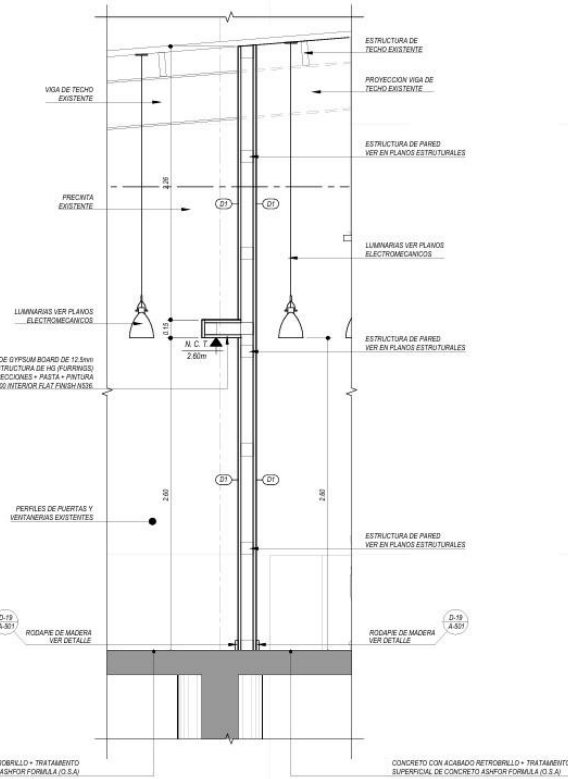 ESTRUCTURA DE
TECHO EXISTENTE
VIGA DE TECHO
EXISTENTE
PROYECCION VIGA DE
TECHO EXISTENTE
ESTRUCTURA DE PARED
VER EN PLANOS ESTRUTURALES
2.26
PRECINTA
EXISTENTE
D1
D1
LUMINARIAS VER PLANOS
ELECTROMECANICOS
LUMINARIAS VER PLANOS
ELECTROMECANICOS
0.15
N. C. T.
2.60m
ESTRUCTURA DE PARED
VER EN PLANOS ESTRUTURALES
DE GYPSUM BOARD DE 12.5mm
TRUCTURA DE HG (FURRINGS)
ECCIONES + PASTA + PINTURA
INTERIOR FLAT FINISH
D1
D1
2.60
2.60
PERFILES DE PUERTAS Y
VENTANERIAS EXISTENTES
ESTRUCTURA DE PARED
VER EN PLANOS ESTRUTURALES
D-19
A-501
RODAPIE DE MADERA
VER DETALLE
RODAPIE DE MADERA
VER DETALLE
D-19
A-501
ROBRILLO + TRATAMIENTO
ASHFOR FORMULA (O.S.A)
CONCRETO CON ACABADO RETROBRILLO + TRATAMIENTO
SUPERFICIAL DE CONCRETO ASHFOR FORMULA (O.S.A)